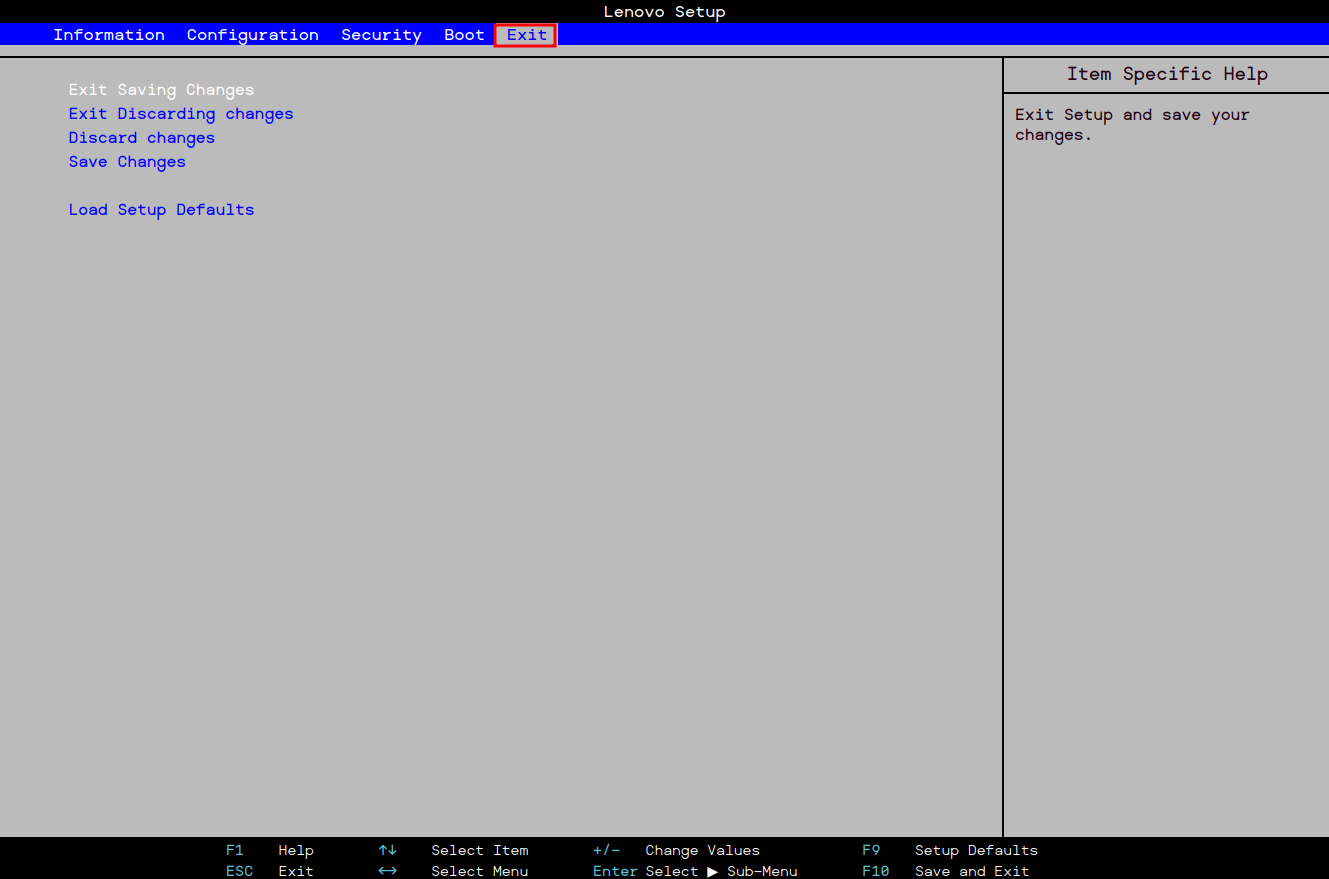 Lenovo Setup
Information Configuration Security Boot Exit
Exit Saving Changes
Exit Discarding changes
Discard changes
Save Changes
Load Setup Defaults
Item Specific Help
Exit Setup and save your
changes.
F1 Help ↑↓ Select Item +/- Change Values F9 Setup Defaults
ESC Exit ↔ Select Menu Enter Select ▶ Sub-Menu F10 Save and Exit